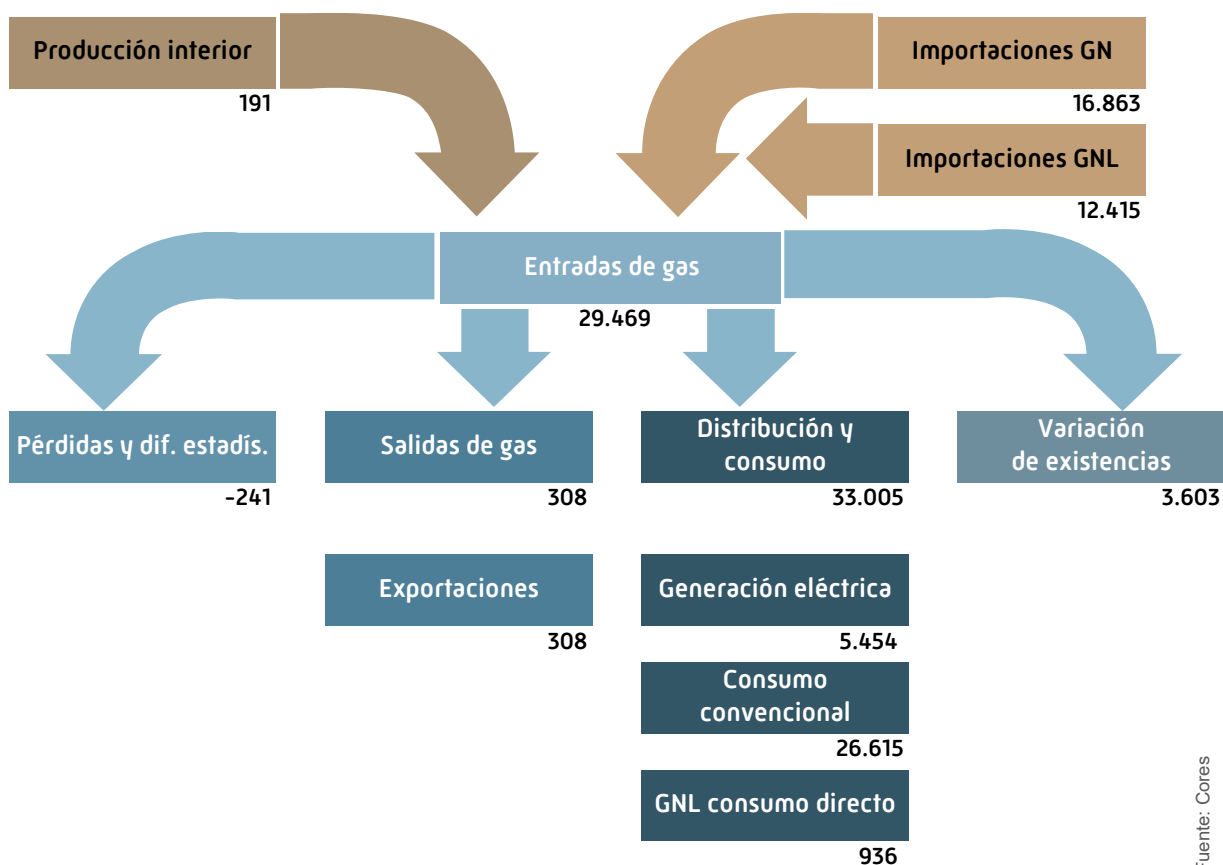 Producción interior
191
Importaciones GN
16.863
Importaciones GNL
12.415
Entradas de gas
29.469
Pérdidas y dif. estadís.
-241
Salidas de gas
308
Distribución y
consumo
33.005
Variación
de existencias
3.603
Exportaciones
308
Generación eléctrica
5.454
Consumo
convencional
26.615
GNL consumo directo
936
Fuente: Cores